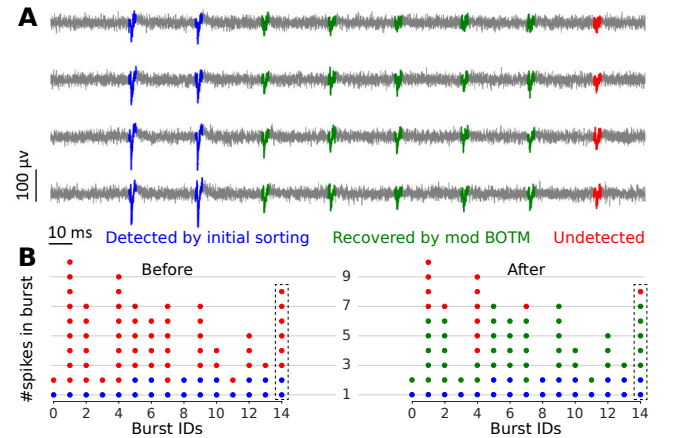 A
100 μv
10 ms
Detected by initial sorting
Recovered by mod BOTM
Undetected
B
Before
After
#spikes in burst
9
7
5
3
1
0 2 4 6 8 10 12 14
0 2 4 6 8 10 12 14
Burst IDs
Burst IDs